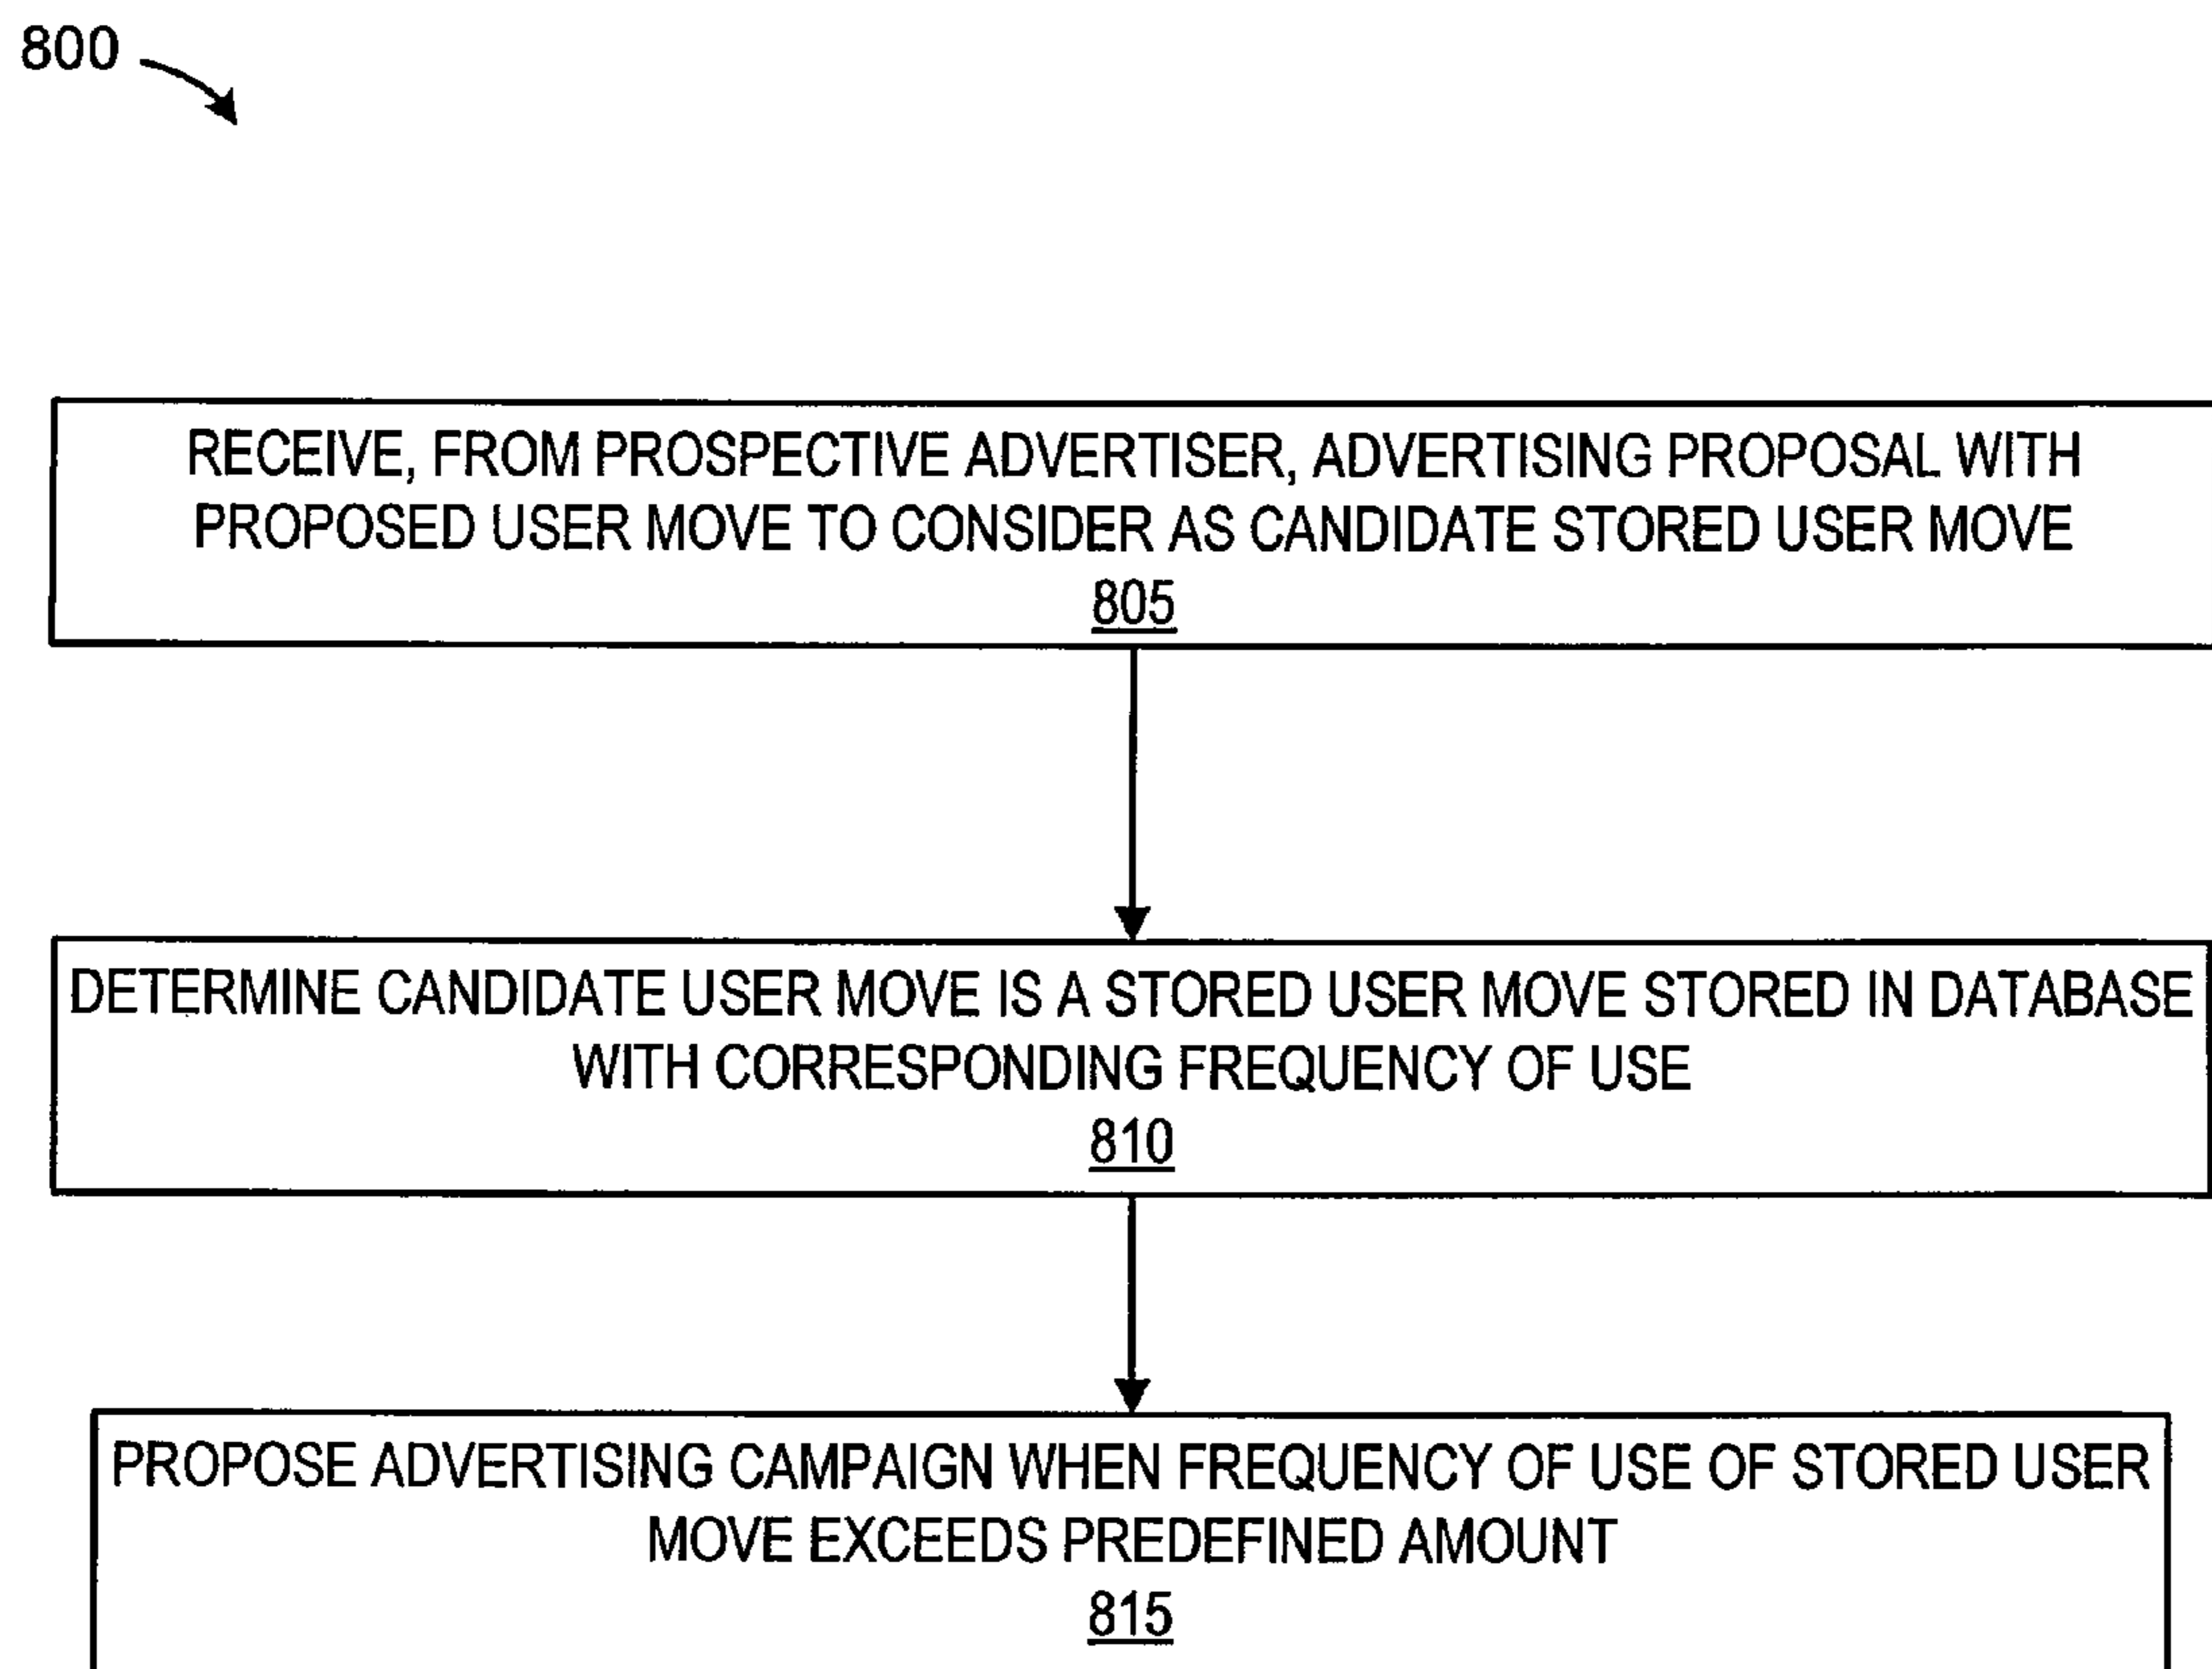 800
RECEIVE, FROM PROSPECTIVE ADVERTISER, ADVERTISING PROPOSAL WITH
PROPOSED USER MOVE TO CONSIDER AS CANDIDATE STORED USER MOVE
805
DETERMINE CANDIDATE USER MOVE IS A STORED USER MOVE STORED IN DATABASE
WITH CORRESPONDING FREQUENCY OF USE
810
PROPOSE ADVERTISING CAMPAIGN WHEN FREQUENCY OF USE OF STORED USER
MOVE EXCEEDS PREDEFINED AMOUNT
815